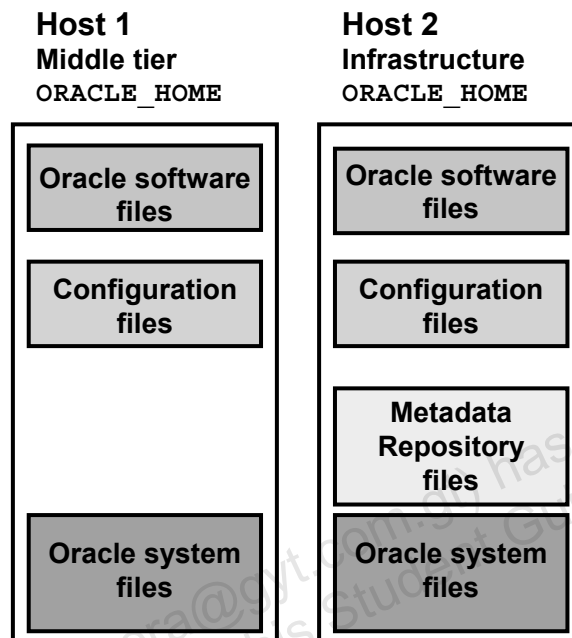 Host 1
Middle tier
ORACLE_HOME
Oracle software
files
Configuration
files
Oracle system
files
Host 2
Infrastructure
ORACLE_HOME
Oracle software
files
Configuration
files
Metadata
Repository
files
Oracle system
files